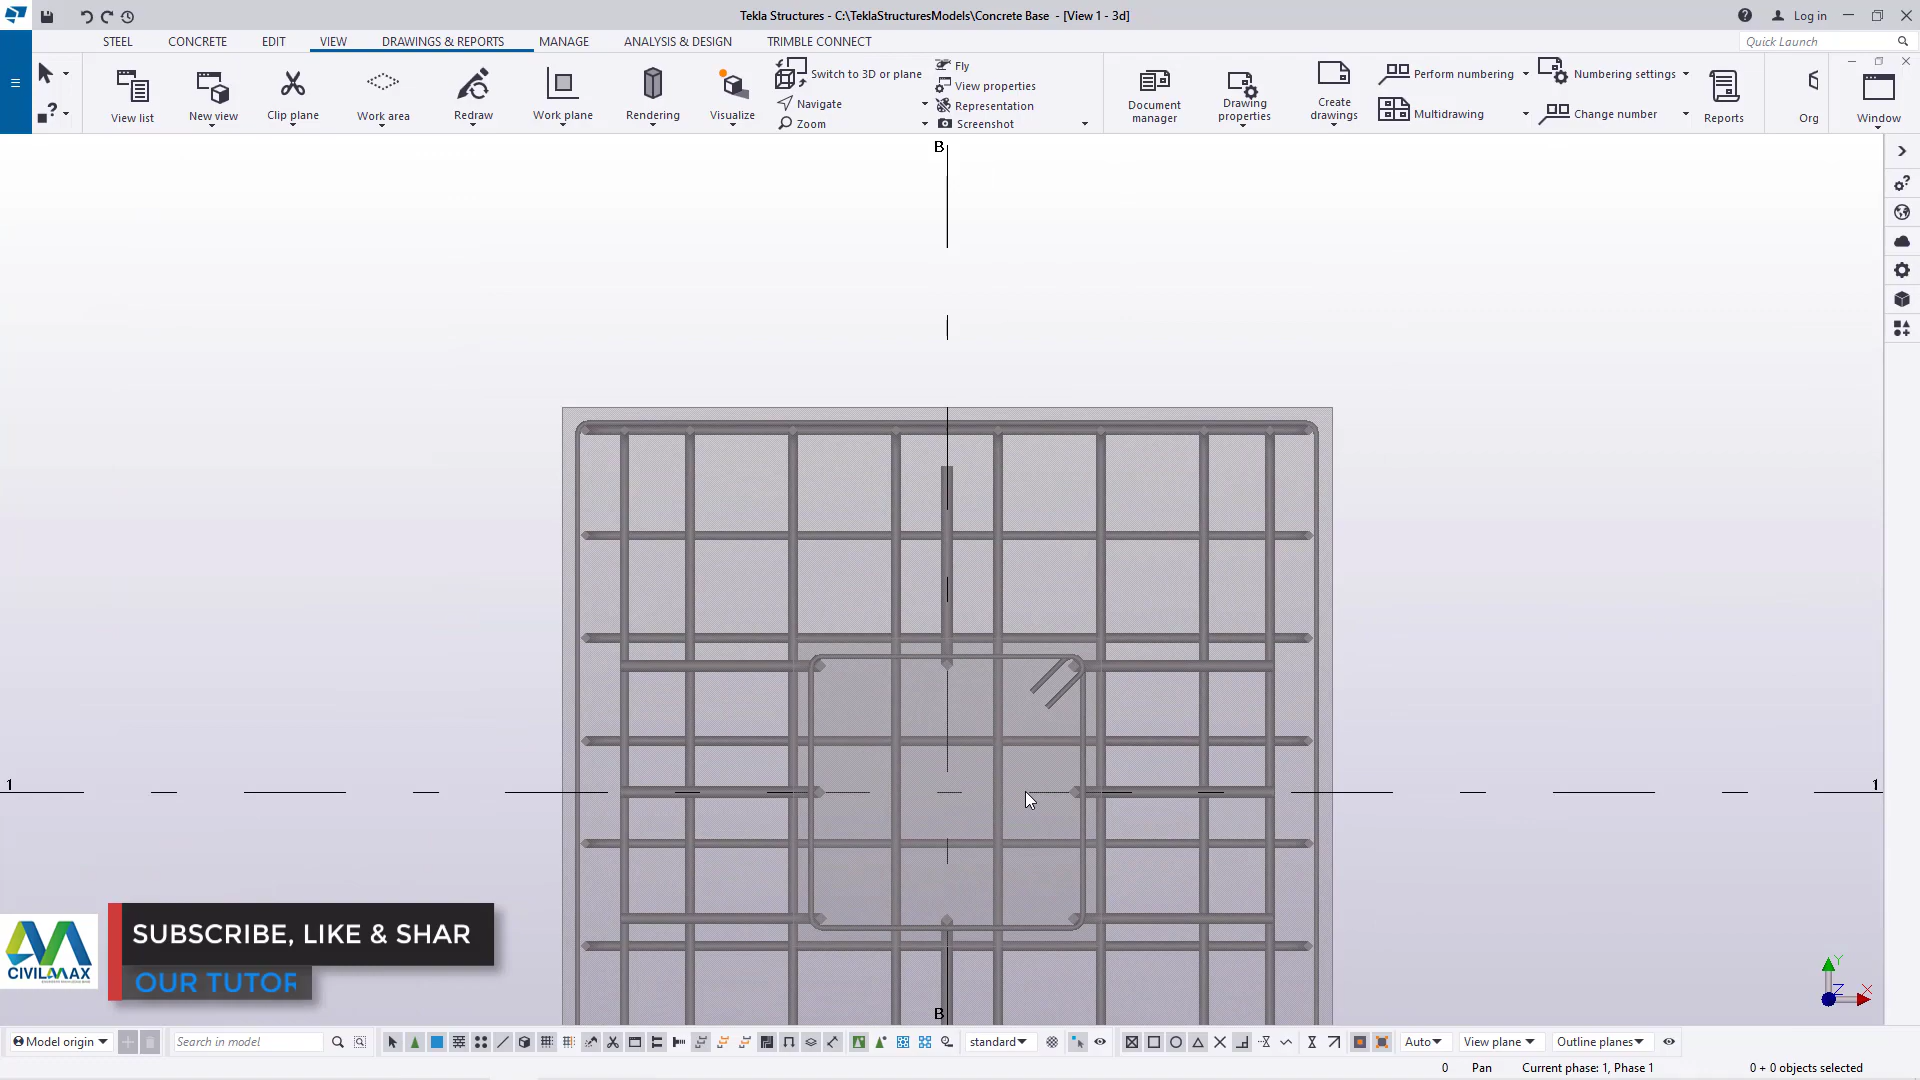 Tekla Structures - C:\TeklaStructuresModels\Concrete Base - [View 1 - 3d]
Log in
STEEL CONCRETE EDIT VIEW DRAWINGS & REPORTS MANAGE ANALYSIS & DESIGN TRIMBLE CONNECT
Quick Launch
View list
New view
Clip plane
Work area
Redraw
Work plane
Rendering
Visualize
Switch to 3D or plane
Navigate
Zoom
Fly
View properties
Representation
Screenshot
Document manager
Drawing properties
Create drawings
Perform numbering
Multidrawing
Numbering settings
Change number
Reports
Org
Window
B
1
1
SUBSCRIBE, LIKE & SHAR
OUR TUTOR
CIVILMAX
B
Y
Z
X
Model origin
Search in model
standard
Auto
View plane
Outline planes
0
Pan
Current phase: 1, Phase 1
0 + 0 objects selected